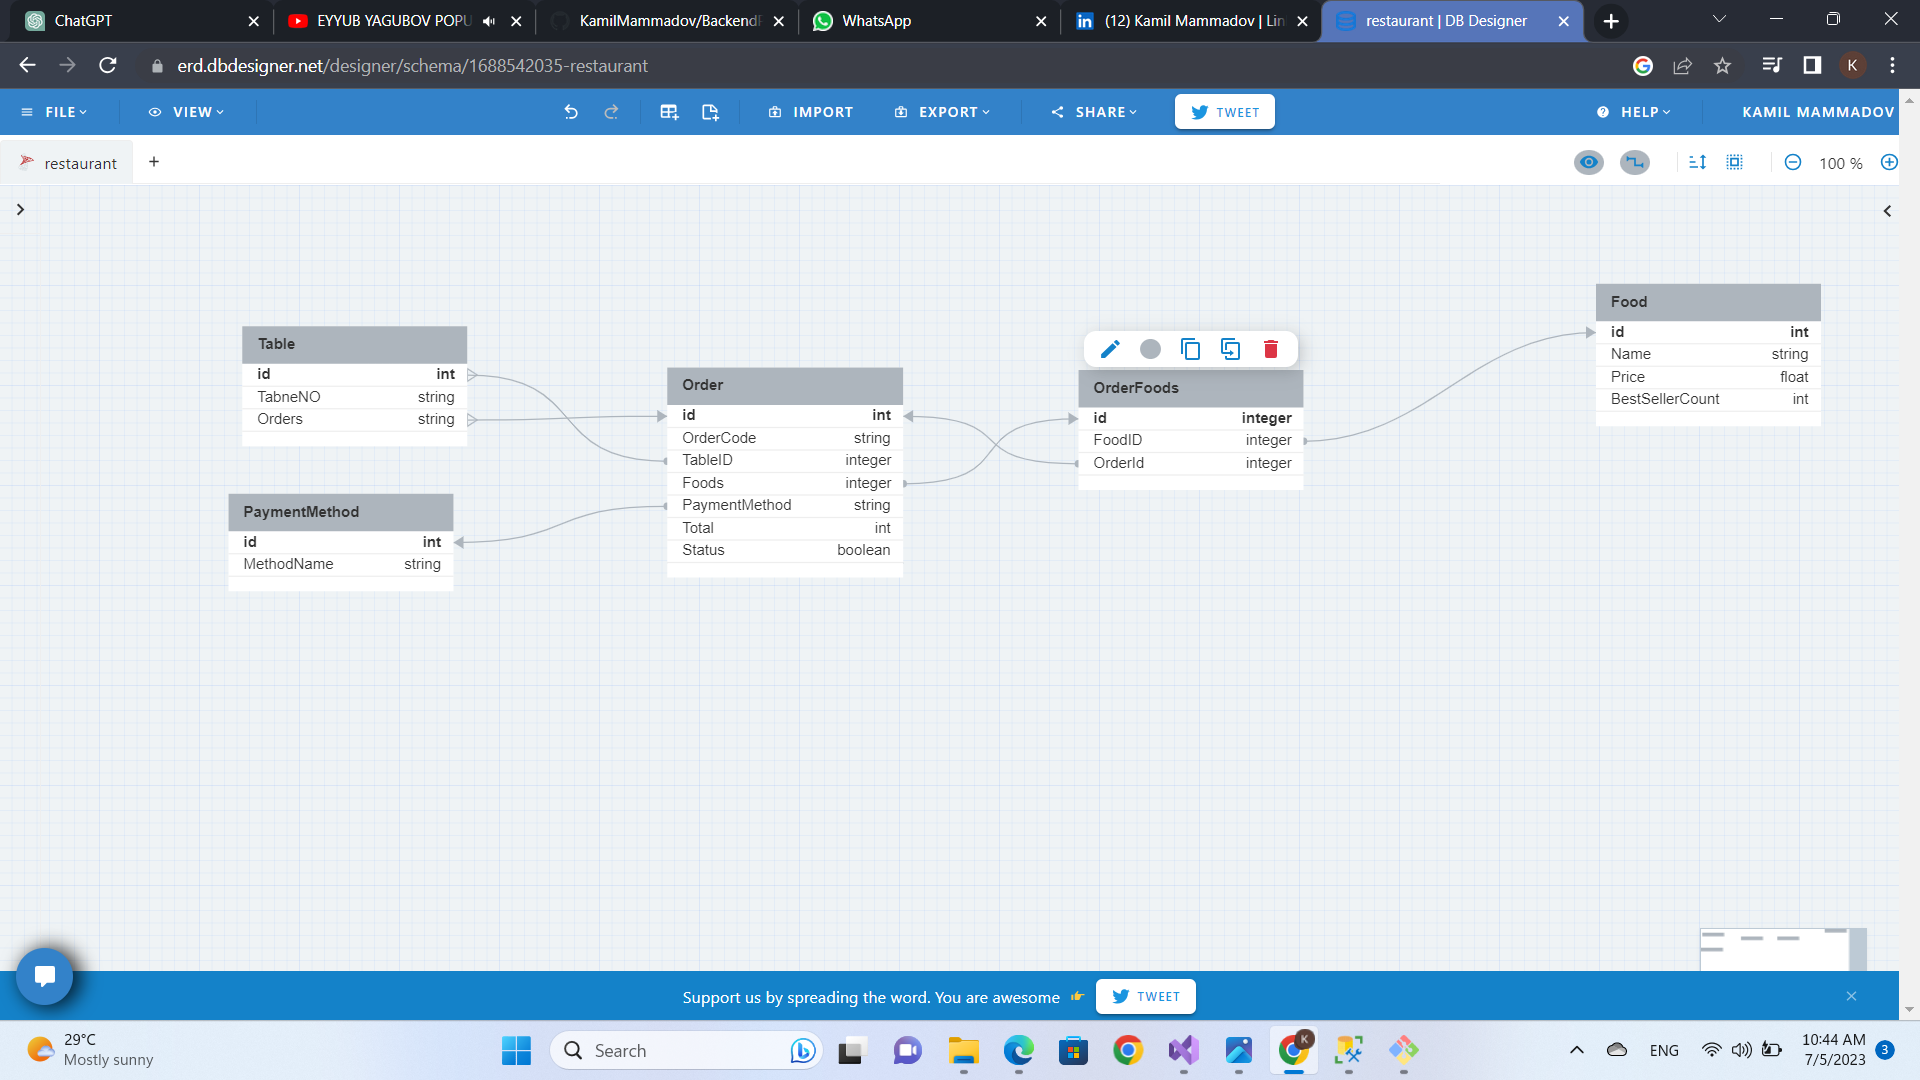 ChatGPT
EYYUB YAGUBOV POPU
KamilMammadov/BackendF
WhatsApp
(12) Kamil Mammadov | Lin
restaurant | DB Designer
erd.dbdesigner.net/designer/schema/1688542035-restaurant
K
FILE
VIEW
IMPORT
EXPORT
SHARE
TWEET
HELP
KAMIL MAMMADOV
restaurant
100 %
Table
id int
TabneNO string
Orders string
PaymentMethod
id int
MethodName string
Order
id int
OrderCode string
TableID integer
Foods integer
PaymentMethod string
Total int
Status boolean
OrderFoods
id integer
FoodID integer
OrderId integer
Food
id int
Name string
Price float
BestSellerCount int
Support us by spreading the word. You are awesome
TWEET
29°C
Mostly sunny
Search
K
ENG
10:44 AM
7/5/2023
3